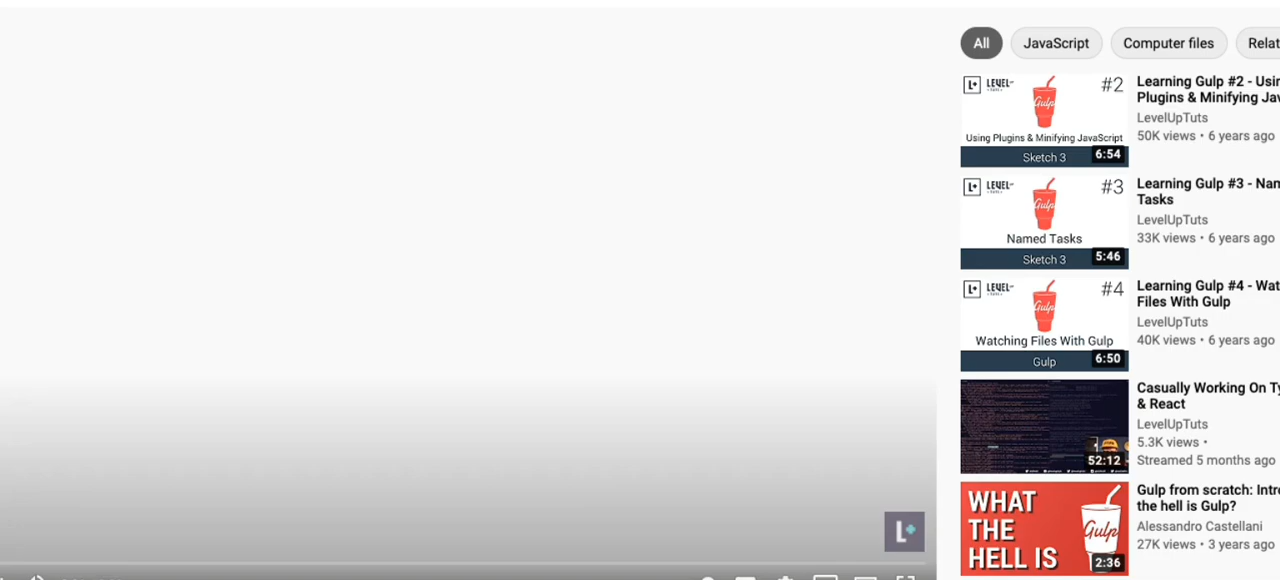 All
JavaScript
Computer files
Relat
L+ LEVEL UP
#2
Gulp
Using Plugins & Minifying JavaScript
Sketch 3
6:54
Learning Gulp #2 - Usin
Plugins & Minifying Jav
LevelUpTuts
50K views • 6 years ago
L+ LEVEL UP
#3
Gulp
Named Tasks
Sketch 3
5:46
Learning Gulp #3 - Nam
Tasks
LevelUpTuts
33K views • 6 years ago
L+ LEVEL UP
#4
Gulp
Watching Files With Gulp
Gulp
6:50
Learning Gulp #4 - Wat
Files With Gulp
LevelUpTuts
40K views • 6 years ago
52:12
Casually Working On Ty
& React
LevelUpTuts
5.3K views •
Streamed 5 months ago
WHAT
THE
HELL IS
Gulp
2:36
Gulp from scratch: Intro
the hell is Gulp?
Alessandro Castellani
27K views • 3 years ago
L+